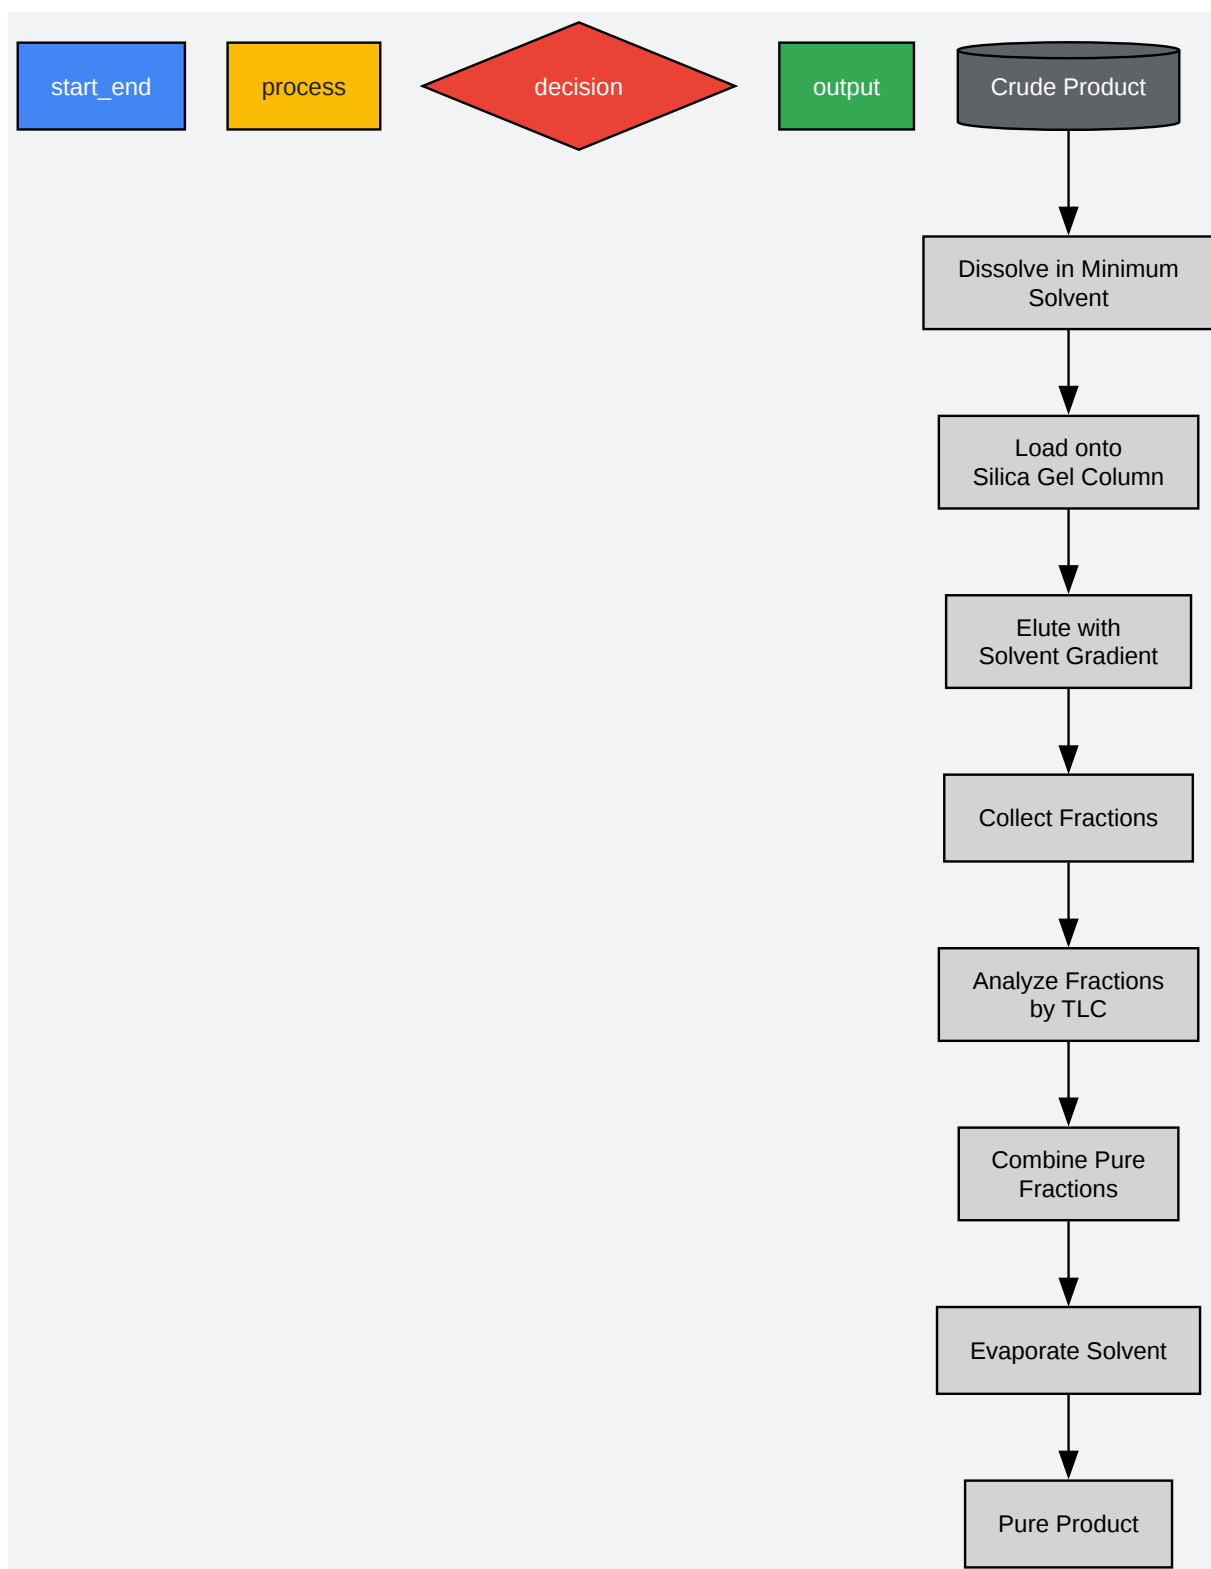 start_end
process
decision
output
Crude Product
Dissolve in Minimum
Solvent
Load onto
Silica Gel Column
Elute with
Solvent Gradient
Collect Fractions
Analyze Fractions
by TLC
Combine Pure
Fractions
Evaporate Solvent
Pure Product